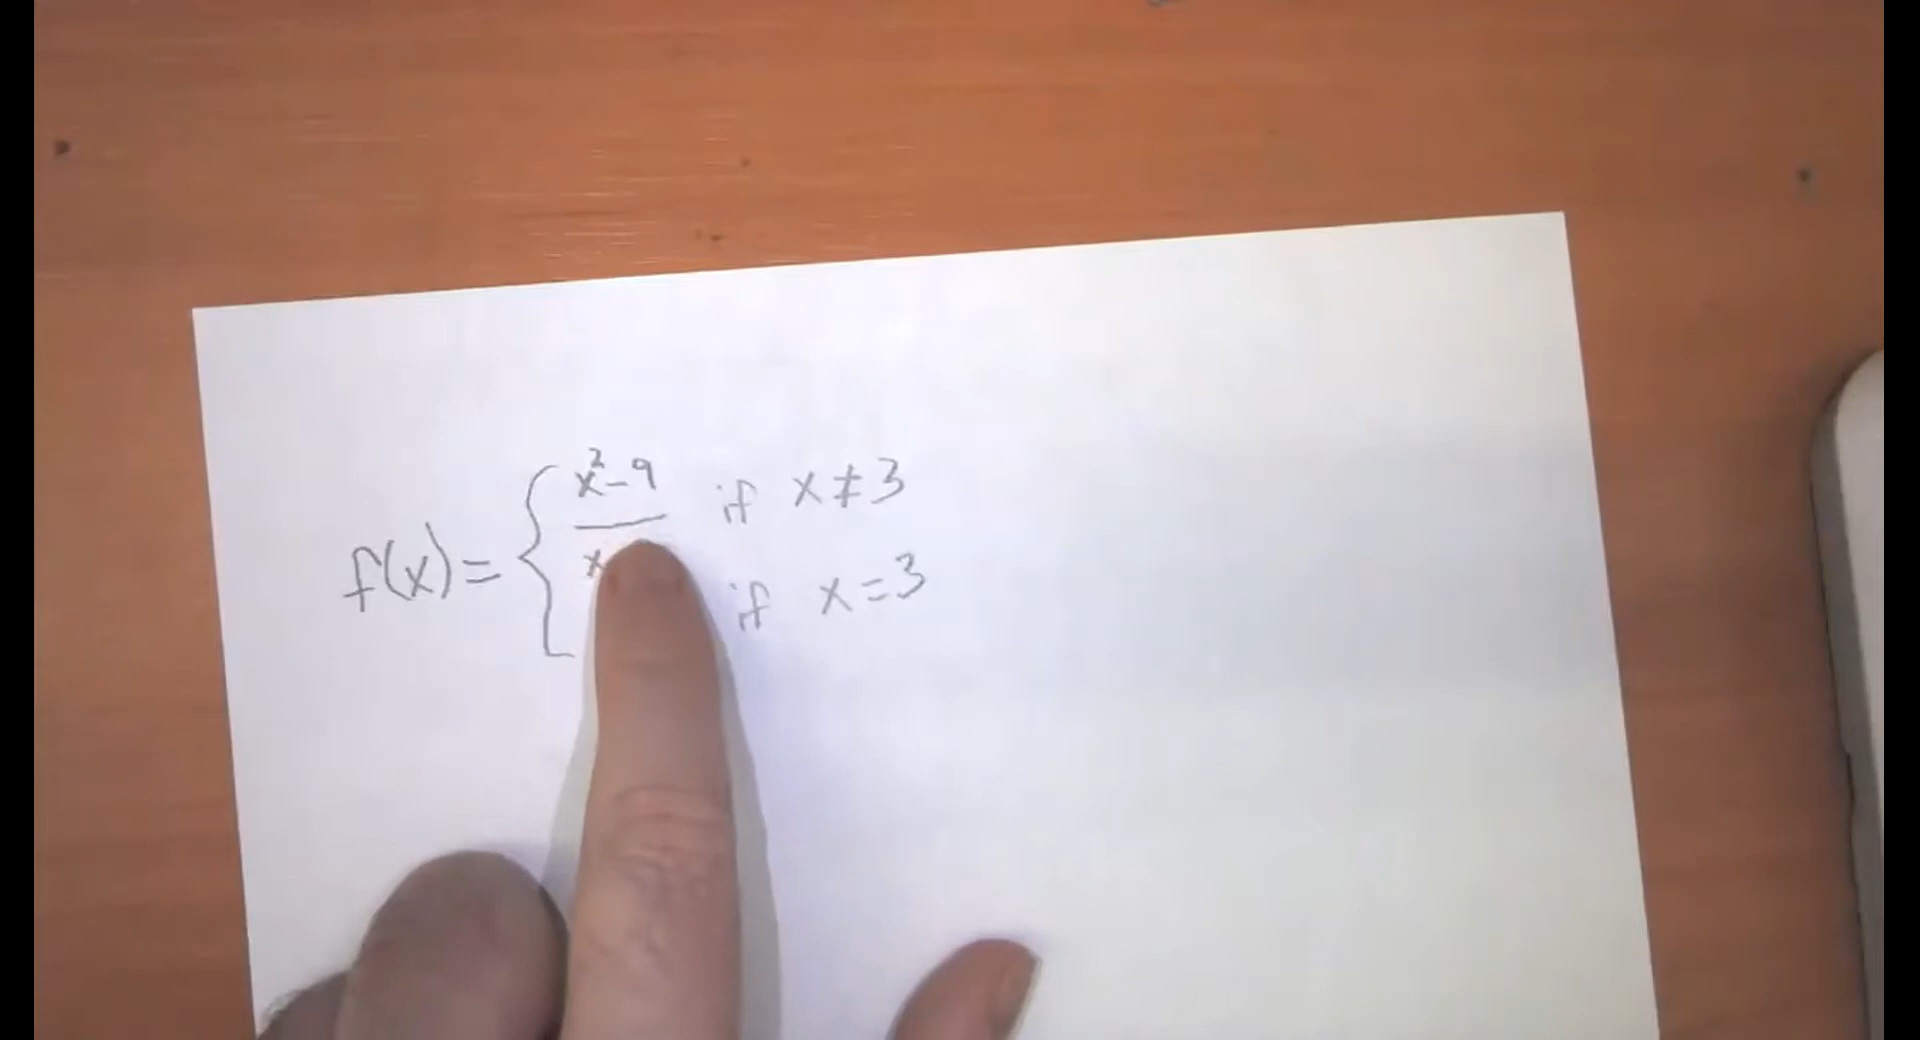 f(x) = { x²-9 / x if x ≠ 3
if x = 3